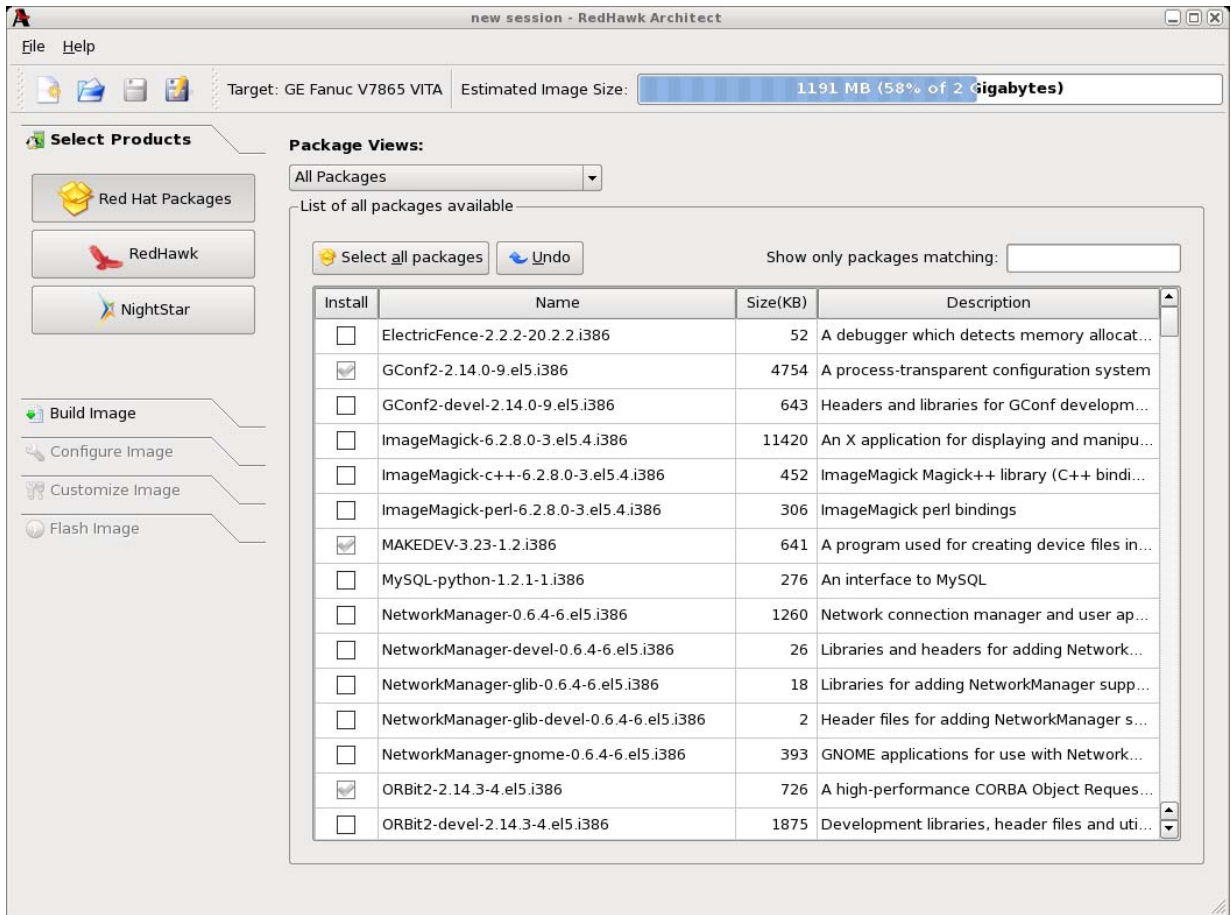 new session - RedHawk Architect
File Help
Target: GE Fanuc V7865 VITA Estimated Image Size: 1191 MB (58% of 2 Gigabytes)
Select Products
Red Hat Packages
RedHawk
NightStar
Build Image
Configure Image
Customize Image
Flash Image
Package Views:
All Packages
List of all packages available
Select all packages Undo Show only packages matching:
Install Name Size(KB) Description
ElectricFence-2.2.2-20.2.2.i386 52 A debugger which detects memory allocat...
GConf2-2.14.0-9.el5.i386 4754 A process-transparent configuration system
GConf2-devel-2.14.0-9.el5.i386 643 Headers and libraries for GConf developm...
ImageMagick-6.2.8.0-3.el5.4.i386 11420 An X application for displaying and manipu...
ImageMagick-c++-6.2.8.0-3.el5.4.i386 452 ImageMagick Magick++ library (C++ bindi...
ImageMagick-perl-6.2.8.0-3.el5.4.i386 306 ImageMagick perl bindings
MAKEDEV-3.23-1.2.i386 641 A program used for creating device files in...
MySQL-python-1.2.1-1.i386 276 An interface to MySQL
NetworkManager-0.6.4-6.el5.i386 1260 Network connection manager and user ap...
NetworkManager-devel-0.6.4-6.el5.i386 26 Libraries and headers for adding Network...
NetworkManager-glib-0.6.4-6.el5.i386 18 Libraries for adding NetworkManager supp...
NetworkManager-glib-devel-0.6.4-6.el5.i386 2 Header files for adding NetworkManager s...
NetworkManager-gnome-0.6.4-6.el5.i386 393 GNOME applications for use with Network...
ORBit2-2.14.3-4.el5.i386 726 A high-performance CORBA Object Reques...
ORBit2-devel-2.14.3-4.el5.i386 1875 Development libraries, header files and uti...